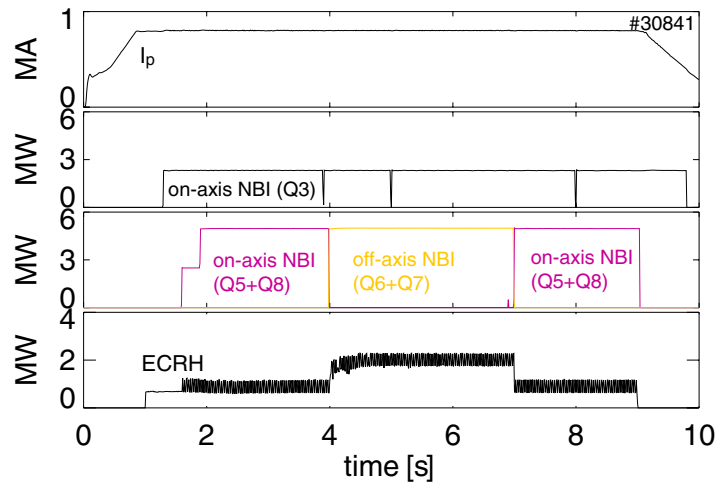 1
#30841
MA
Ip
0
6
MW
3
on-axis NBI (Q3)
0
6
MW
3
on-axis NBI
(Q5+Q8)
off-axis NBI
(Q6+Q7)
on-axis NBI
(Q5+Q8)
0
4
MW
2
ECRH
0
0 2 4 6 8 10
time [s]